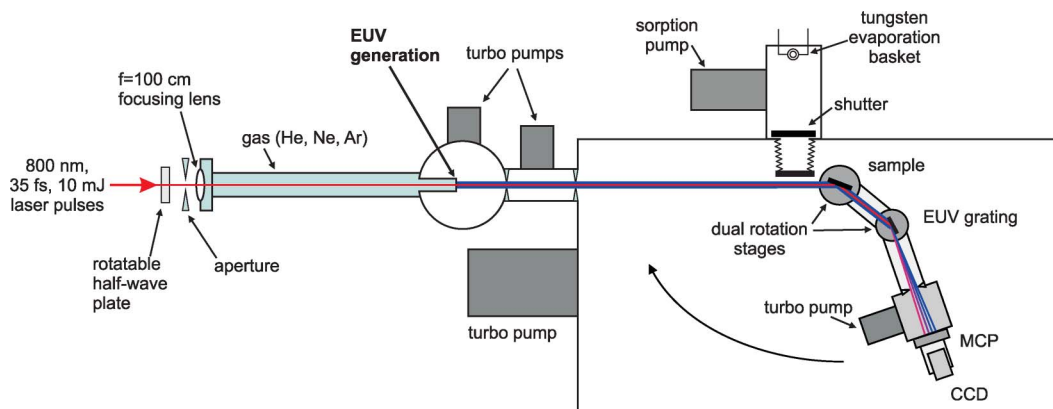 EUV
generation
turbo pumps
f=100 cm
focusing lens
gas (He, Ne, Ar)
800 nm,
35 fs, 10 mJ
laser pulses
rotatable
half-wave
plate
aperture
turbo pump
sorption
pump
tungsten
evaporation
basket
shutter
sample
EUV grating
dual rotation
stages
turbo pump
MCP
CCD